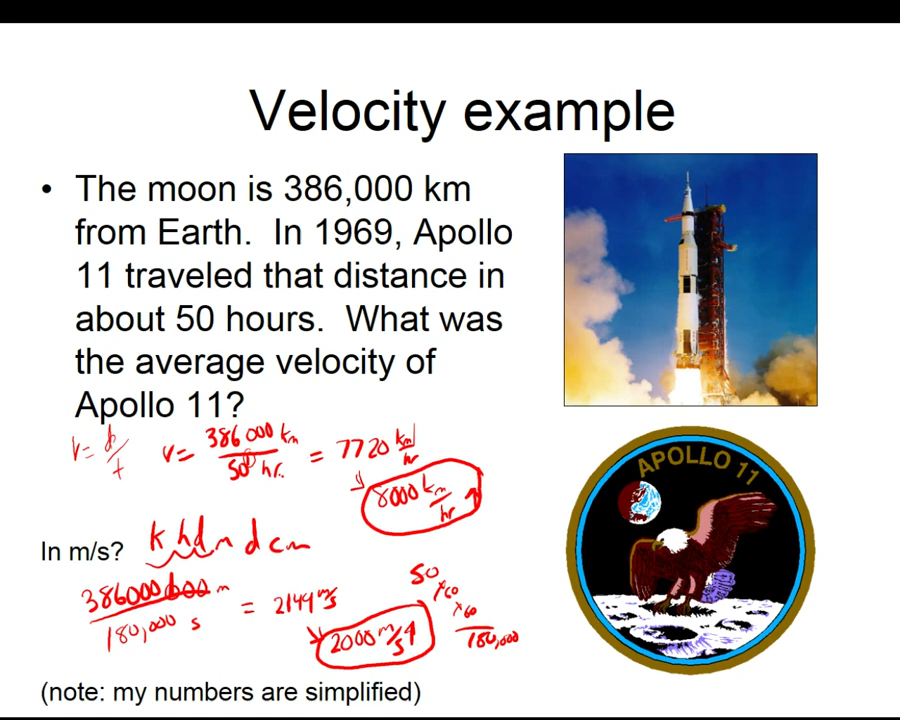 Velocity example
• The moon is 386,000 km
from Earth. In 1969, Apollo
11 traveled that distance in
about 50 hours. What was
the average velocity of
Apollo 11?
v = d/t v = 386 000 km / 50 hr. = 7720 km/hr
8000 km/hr ↑
APOLLO 11
In m/s? k h d m d c m
386000000 m / 180,000 s = 2144 m/s
2000 m/s ↑
50
x60
x60
180,000
(note: my numbers are simplified)